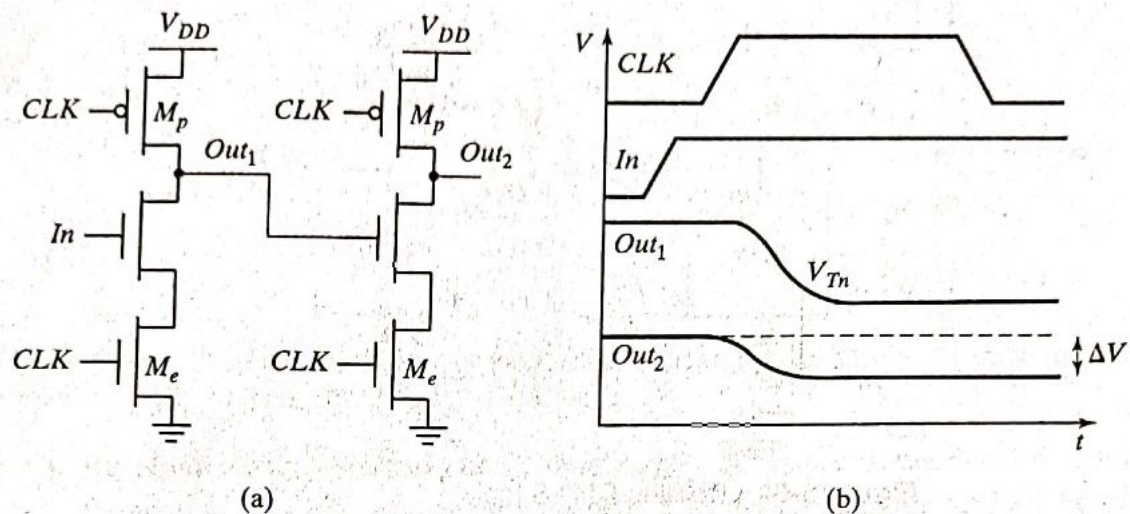 V_DD
CLK
M_p
Out_1
In
CLK
M_e
V_DD
CLK
M_p
Out_2
CLK
M_e
(a)
V
CLK
In
Out_1
V_Tn
Out_2
ΔV
t
(b)